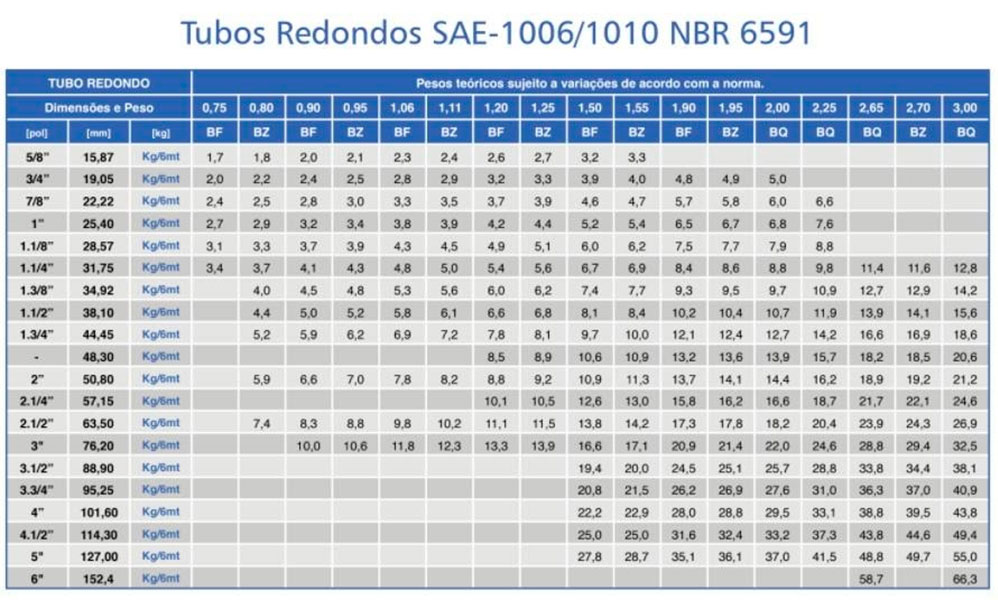 Tubos Redondos SAE-1006/1010 NBR 6591
TUBO REDONDO Pesos teóricos sujeito a variações de acordo com a norma.
Dimensões e Peso 0,75 0,80 0,90 0,95 1,06 1,11 1,20 1,25 1,50 1,55 1,90 1,95 2,00 2,25 2,65 2,70 3,00
[pol] [mm] [kg] BF BZ BF BZ BF BZ BF BZ BF BZ BF BZ BQ BQ BQ BZ BQ
5/8" 15,87 Kg/6mt 1,7 1,8 2,0 2,1 2,3 2,4 2,6 2,7 3,2 3,3
3/4" 19,05 Kg/6mt 2,0 2,2 2,4 2,5 2,8 2,9 3,2 3,3 3,9 4,0 4,8 4,9 5,0
7/8" 22,22 Kg/6mt 2,4 2,5 2,8 3,0 3,3 3,5 3,7 3,9 4,6 4,7 5,7 5,8 6,0 6,6
1" 25,40 Kg/6mt 2,7 2,9 3,2 3,4 3,8 3,9 4,2 4,4 5,2 5,4 6,5 6,7 6,8 7,6
1.1/8" 28,57 Kg/6mt 3,1 3,3 3,7 3,9 4,3 4,5 4,9 5,1 6,0 6,2 7,5 7,7 7,9 8,8
1.1/4" 31,75 Kg/6mt 3,4 3,7 4,1 4,3 4,8 5,0 5,4 5,6 6,7 6,9 8,4 8,6 8,8 9,8 11,4 11,6 12,8
1.3/8" 34,92 Kg/6mt 4,0 4,5 4,8 5,3 5,6 6,0 6,2 7,4 7,7 9,3 9,5 9,7 10,9 12,7 12,9 14,2
1.1/2" 38,10 Kg/6mt 4,4 5,0 5,2 5,8 6,1 6,6 6,8 8,1 8,4 10,2 10,4 10,7 11,9 13,9 14,1 15,6
1.3/4" 44,45 Kg/6mt 5,2 5,9 6,2 6,9 7,2 7,8 8,1 9,7 10,0 12,1 12,4 12,7 14,2 16,6 16,9 18,6
- 48,30 Kg/6mt 8,5 8,9 10,6 10,9 13,2 13,6 13,9 15,7 18,2 18,5 20,6
2" 50,80 Kg/6mt 5,9 6,6 7,0 7,8 8,2 8,8 9,2 10,9 11,3 13,7 14,1 14,4 16,2 18,9 19,2 21,2
2.1/4" 57,15 Kg/6mt 10,1 10,5 12,6 13,0 15,8 16,2 16,6 18,7 21,7 22,1 24,6
2.1/2" 63,50 Kg/6mt 7,4 8,3 8,8 9,8 10,2 11,1 11,5 13,8 14,2 17,3 17,8 18,2 20,4 23,9 24,3 26,9
3" 76,20 Kg/6mt 10,0 10,6 11,8 12,3 13,3 13,9 16,6 17,1 20,9 21,4 22,0 24,6 28,8 29,4 32,5
3.1/2" 88,90 Kg/6mt 19,4 20,0 24,5 25,1 25,7 28,8 33,8 34,4 38,1
3.3/4" 95,25 Kg/6mt 20,8 21,5 26,2 26,9 27,6 31,0 36,3 37,0 40,9
4" 101,60 Kg/6mt 22,2 22,9 28,0 28,8 29,5 33,1 38,8 39,5 43,8
4.1/2" 114,30 Kg/6mt 25,0 25,0 31,6 32,4 33,2 37,3 43,8 44,6 49,4
5" 127,00 Kg/6mt 27,8 28,7 35,1 36,1 37,0 41,5 48,8 49,7 55,0
6" 152,4 Kg/6mt 58,7 66,3